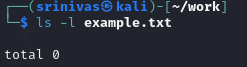 ┌──(srinivas㉿kali)-[~/work]
└─$ ls -l example.txt
total 0